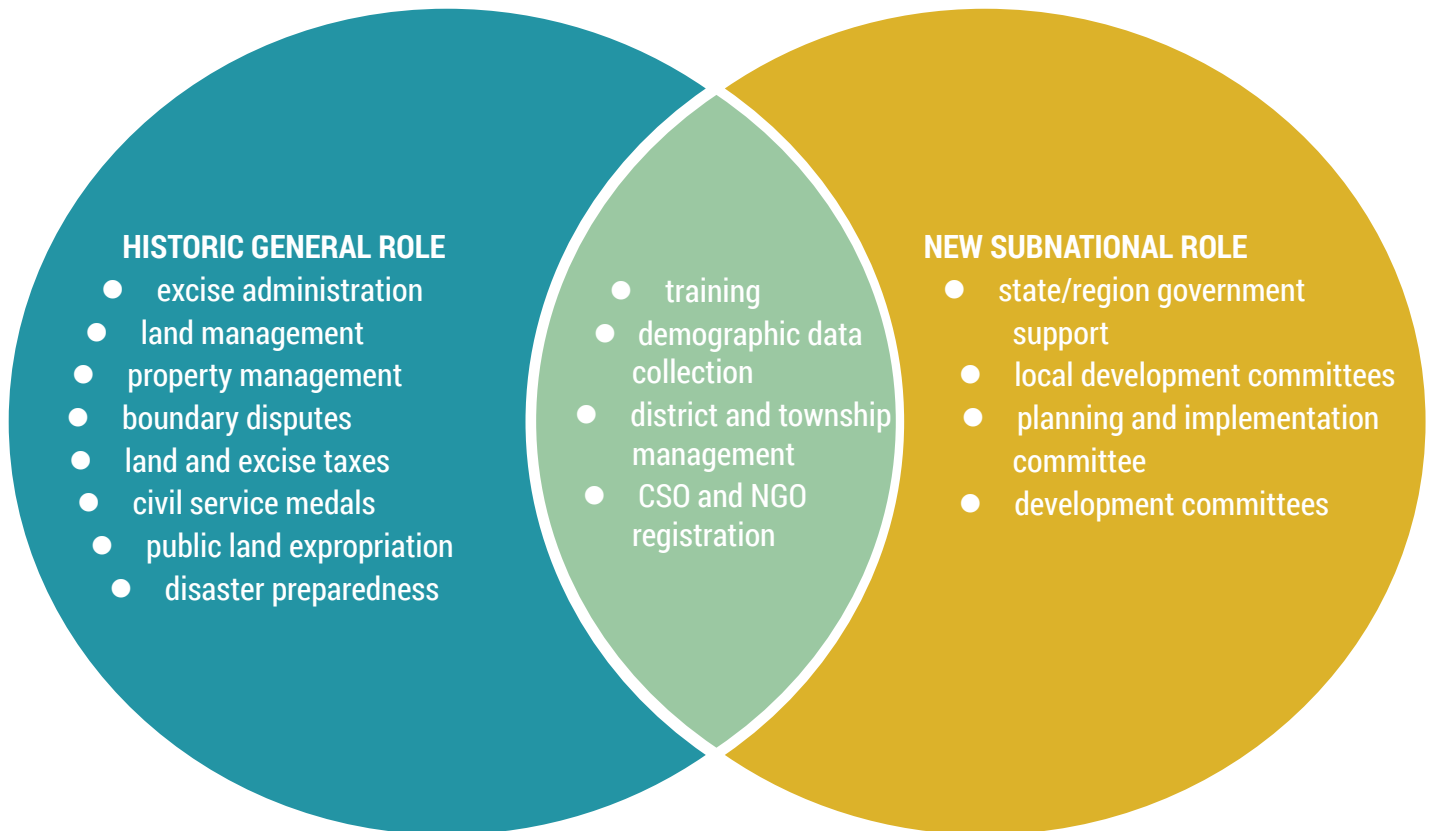 HISTORIC GENERAL ROLE
● excise administration
● land management
● property management
● boundary disputes
● land and excise taxes
● civil service medals
● public land expropriation
● disaster preparedness
● training
● demographic data
collection
● district and township
management
● CSO and NGO
registration
NEW SUBNATIONAL ROLE
● state/region government
support
● local development committees
● planning and implementation
committee
● development committees